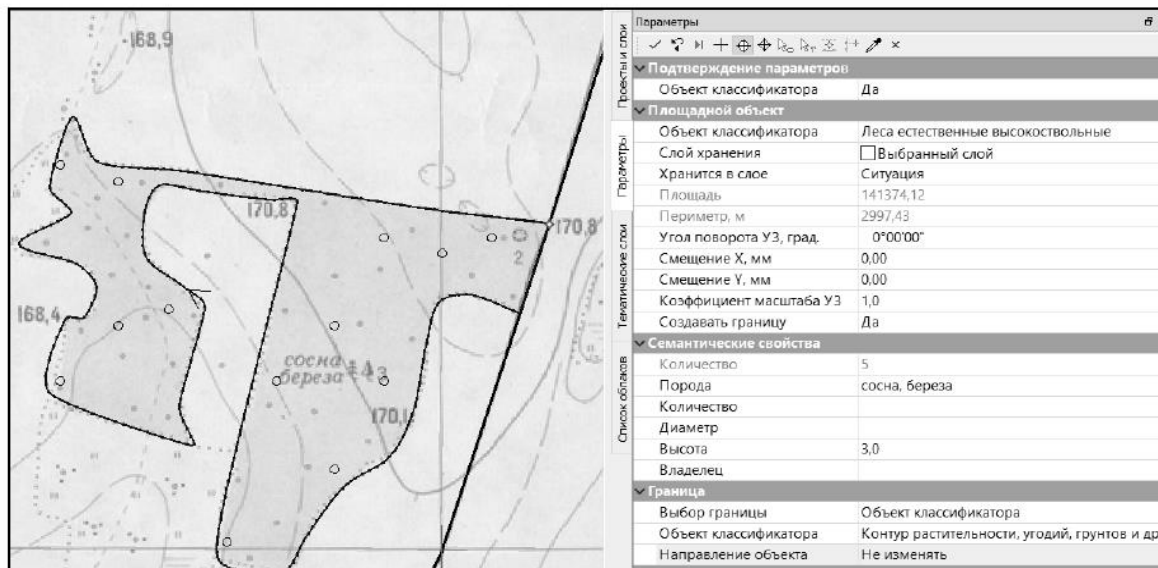 168,9
170,8
170,8
2
168,4
сосна
береза
3
170,1
Проекты и слои
Параметры
Тематические слои
Список облаков
Параметры
Подтверждение параметров
Объект классификатора Да
Площадной объект
Объект классификатора Леса естественные высокоствольные
Слой хранения Выбранный слой
Хранится в слое Ситуация
Площадь 141374,12
Периметр, м 2997,43
Угол поворота УЗ, град. 0°00'00"
Смещение X, мм 0,00
Смещение Y, мм 0,00
Коэффициент масштаба УЗ 1,0
Создавать границу Да
Семантические свойства
Количество 5
Порода сосна, береза
Количество
Диаметр
Высота 3,0
Владелец
Граница
Выбор границы Объект классификатора
Объект классификатора Контур растительности, угодий, грунтов и др
Направление объекта Не изменять